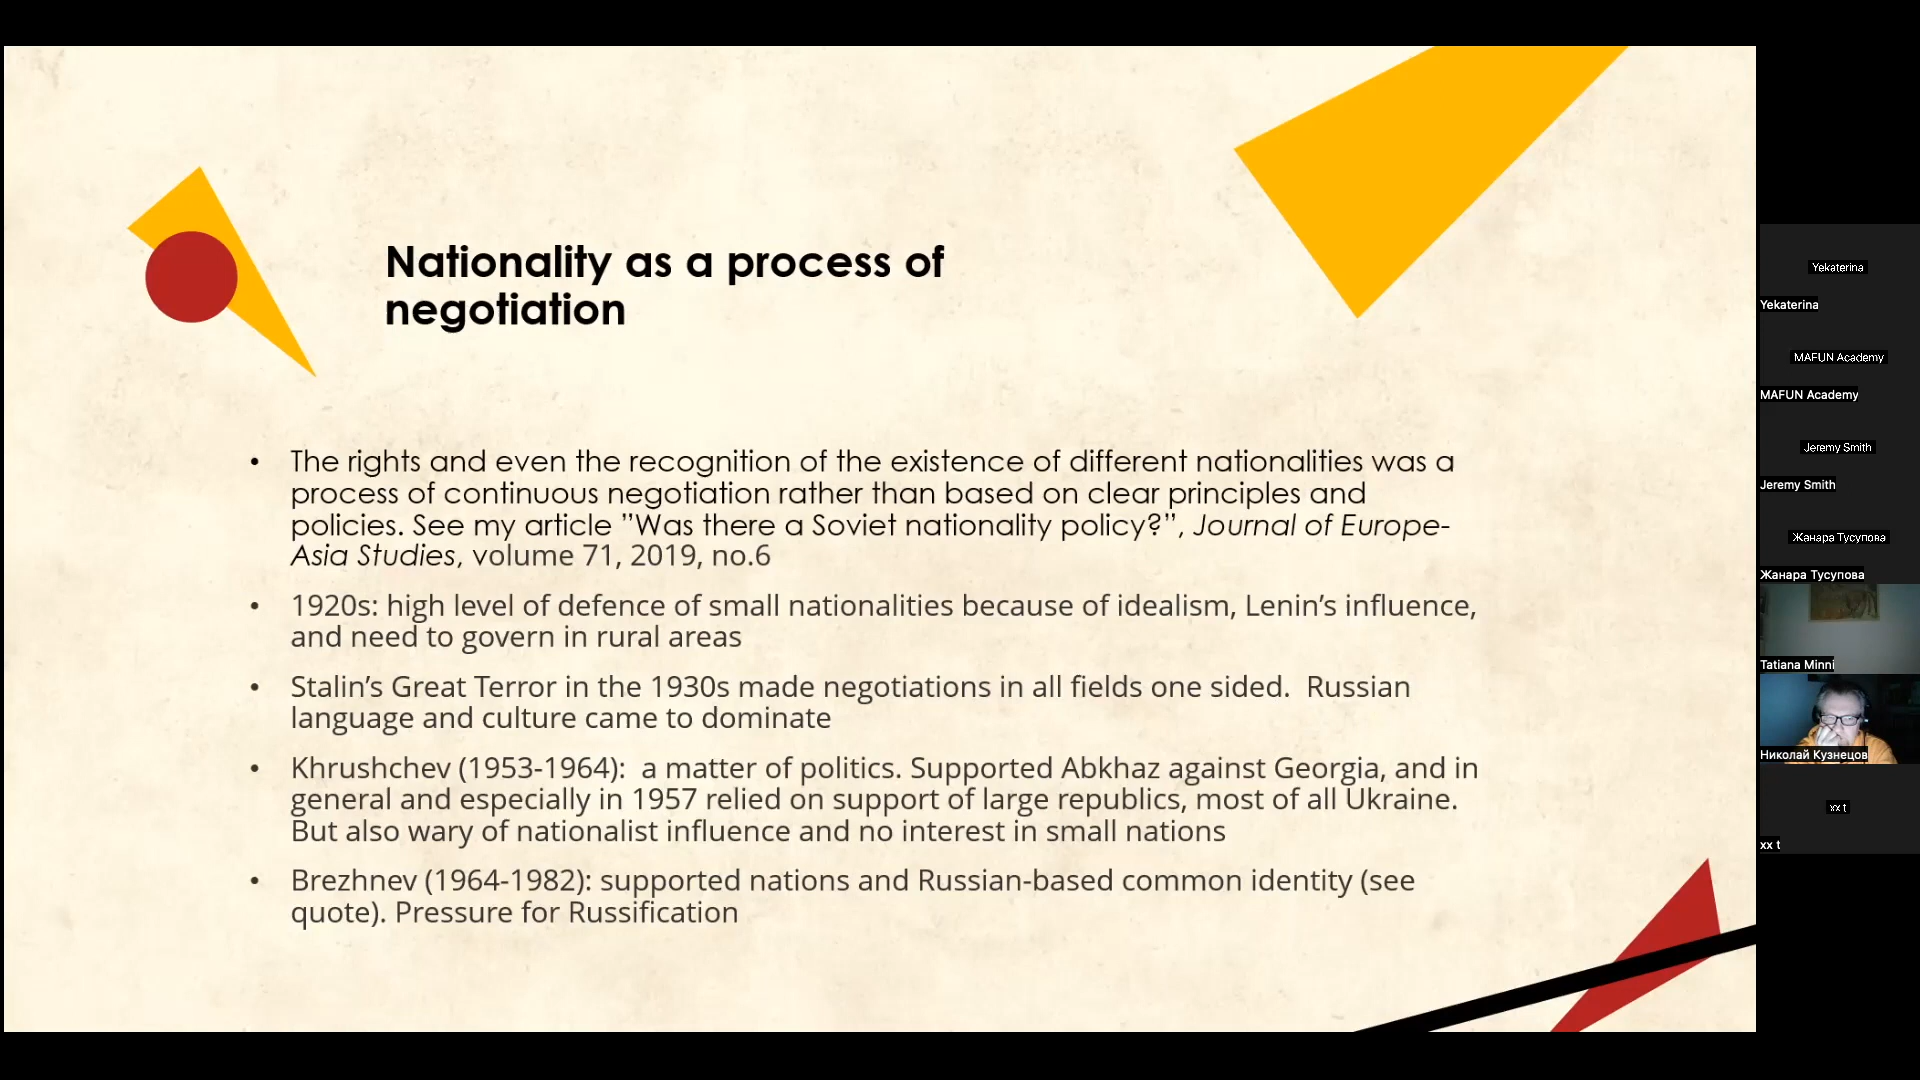 Nationality as a process of
negotiation
• The rights and even the recognition of the existence of different nationalities was a
process of continuous negotiation rather than based on clear principles and
policies. See my article ”Was there a Soviet nationality policy?”, Journal of Europe-
Asia Studies, volume 71, 2019, no.6
• 1920s: high level of defence of small nationalities because of idealism, Lenin’s influence,
and need to govern in rural areas
• Stalin’s Great Terror in the 1930s made negotiations in all fields one sided.  Russian
language and culture came to dominate
• Khrushchev (1953-1964):  a matter of politics. Supported Abkhaz against Georgia, and in
general and especially in 1957 relied on support of large republics, most of all Ukraine.
But also wary of nationalist influence and no interest in small nations
• Brezhnev (1964-1982): supported nations and Russian-based common identity (see
quote). Pressure for Russification
Yekaterina
Yekaterina
MAFUN Academy
MAFUN Academy
Jeremy Smith
Jeremy Smith
Жанара Тусупова
Жанара Тусупова
Tatiana Minni
Николай Кузнецов
xx t
xx t